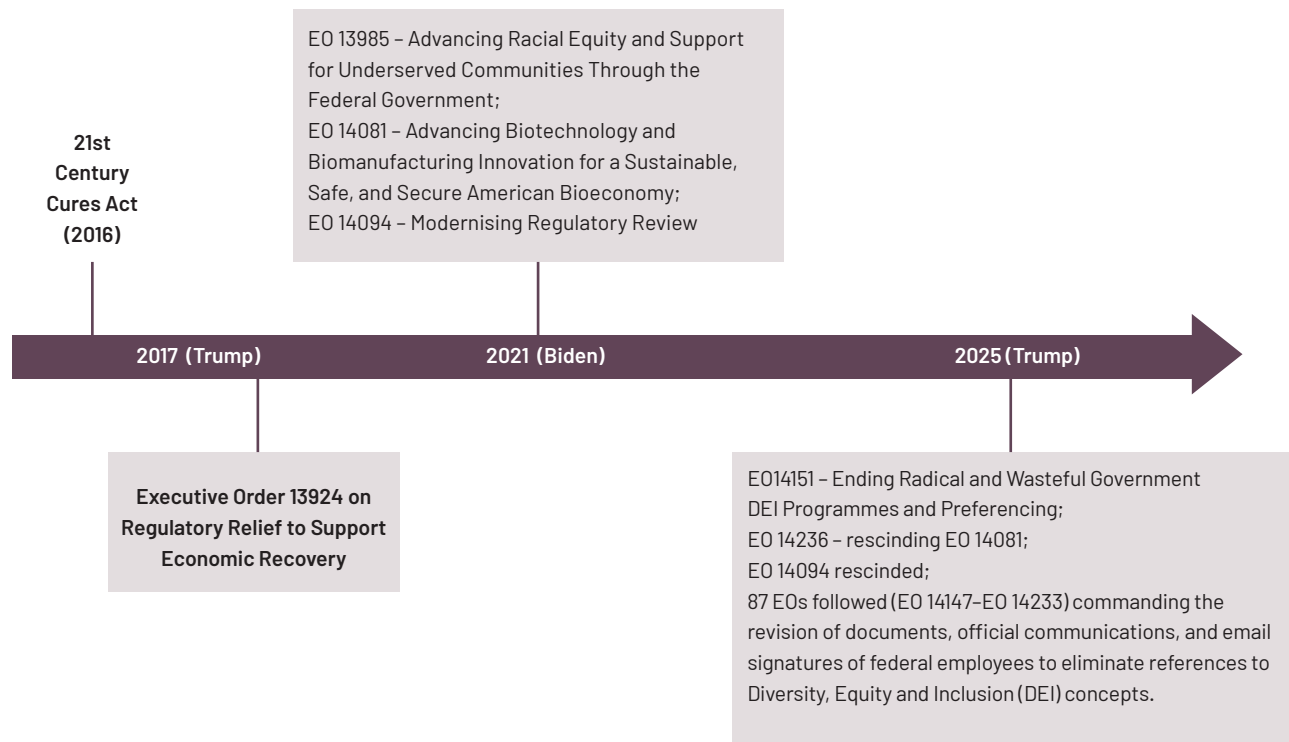 EO 13985 – Advancing Racial Equity and Support
for Underserved Communities Through the
Federal Government;
EO 14081 – Advancing Biotechnology and
Biomanufacturing Innovation for a Sustainable,
Safe, and Secure American Bioeconomy;
EO 14094 – Modernising Regulatory Review
21st
Century
Cures Act
(2016)
2017 (Trump)
2021 (Biden)
2025 (Trump)
Executive Order 13924 on
Regulatory Relief to Support
Economic Recovery
EO14151 – Ending Radical and Wasteful Government
DEI Programmes and Preferencing;
EO 14236 – rescinding EO 14081;
EO 14094 rescinded;
87 EOs followed (EO 14147–EO 14233) commanding the
revision of documents, official communications, and email
signatures of federal employees to eliminate references to
Diversity, Equity and Inclusion (DEI) concepts.